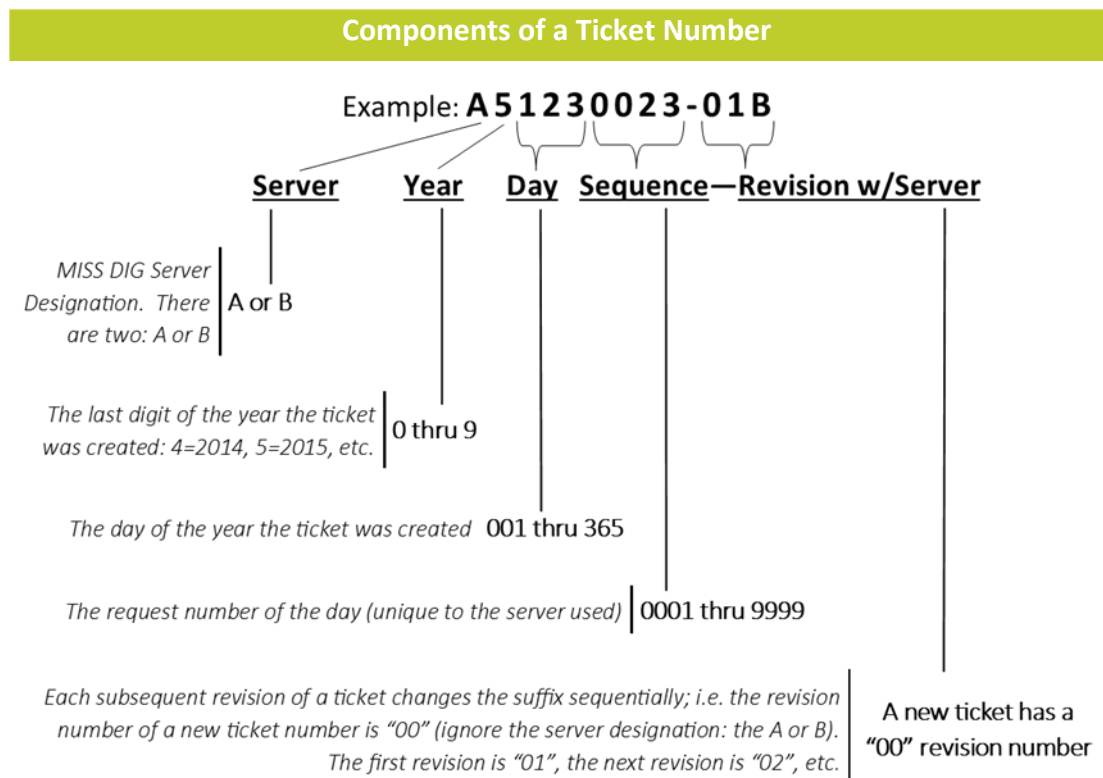 Components of a Ticket Number
Example: A 5 1 2 3 0 0 2 3 - 0 1 B
Server Year Day Sequence—Revision w/Server
MISS DIG Server
Designation. There
are two: A or B
A or B
The last digit of the year the ticket
was created: 4=2014, 5=2015, etc.
0 thru 9
The day of the year the ticket was created 001 thru 365
The request number of the day (unique to the server used) 0001 thru 9999
Each subsequent revision of a ticket changes the suffix sequentially; i.e. the revision
number of a new ticket number is “00” (ignore the server designation: the A or B).
The first revision is “01”, the next revision is “02”, etc.
A new ticket has a
“00” revision number